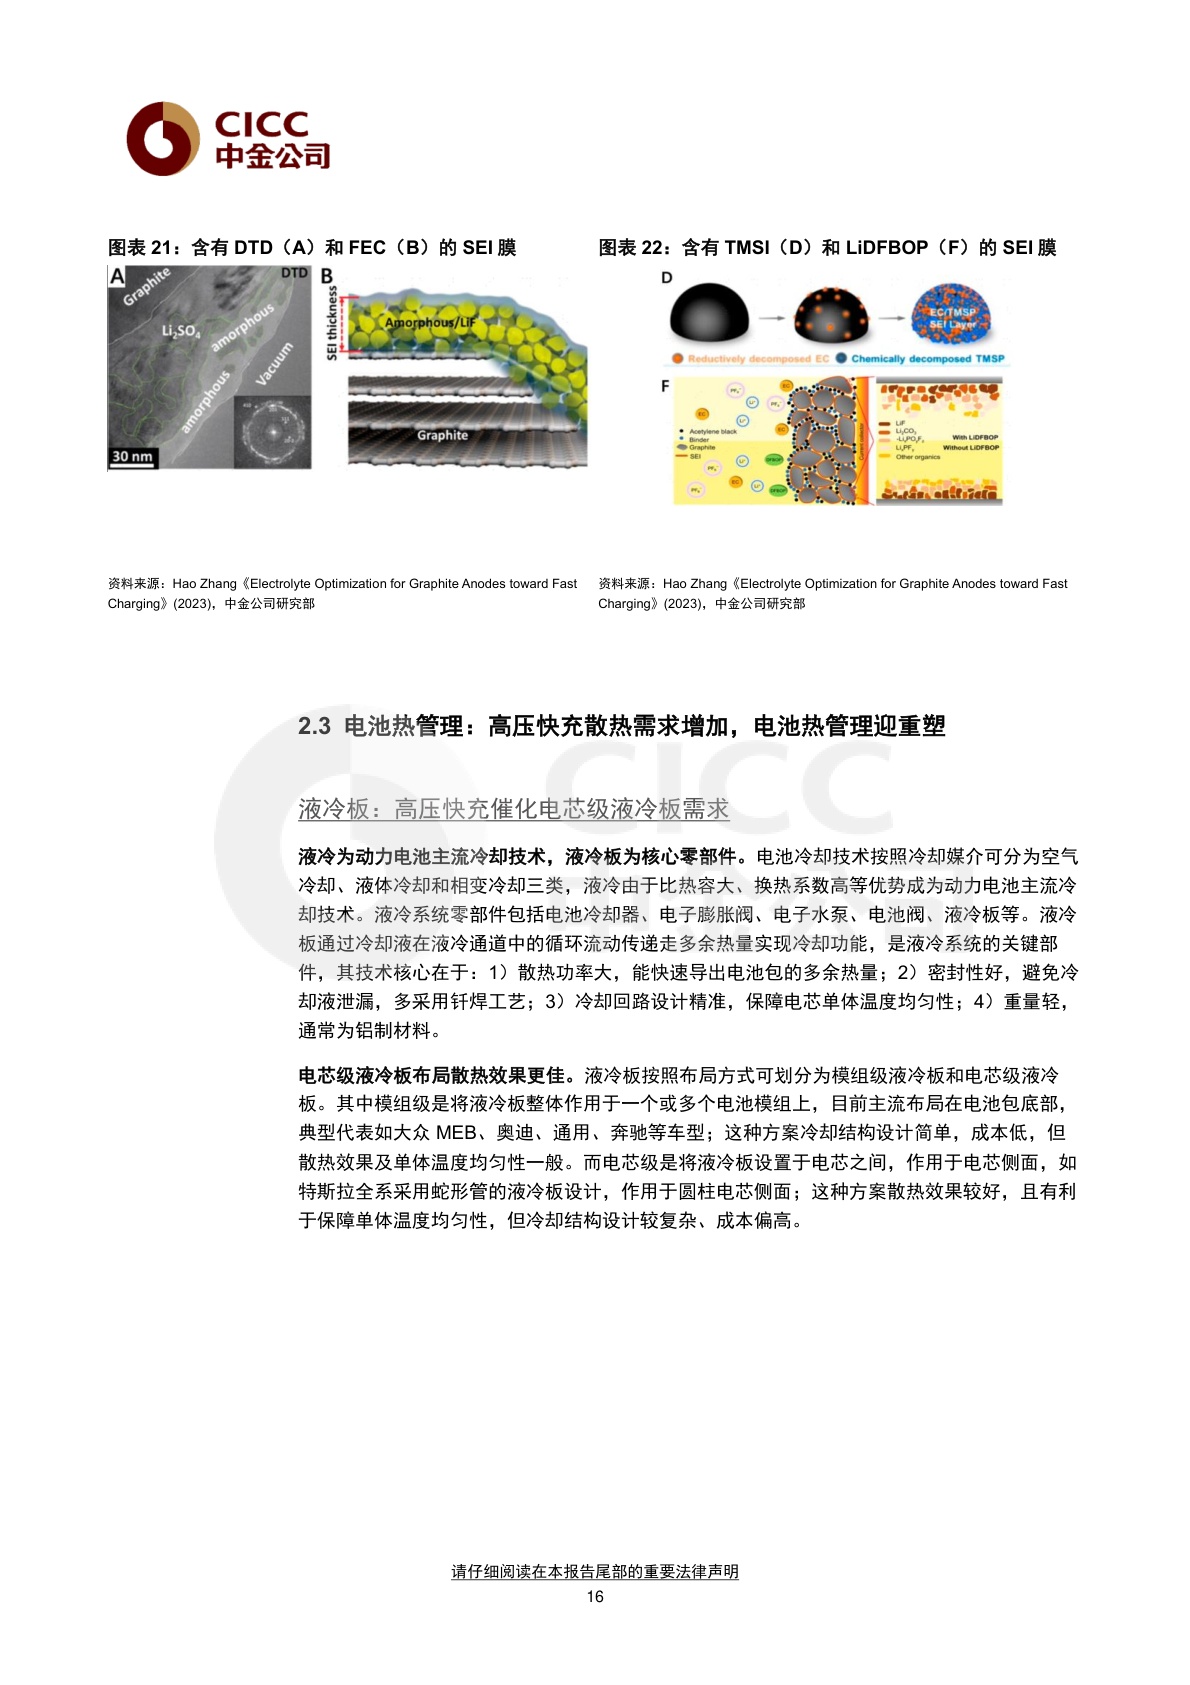 CICC
中金公司
图表 21：含有 DTD（A）和 FEC（B）的 SEI 膜
A
Graphite
DTD
Li2SO4
amorphous
Vacuum
amorphous
30 nm
B
SEI thickness
Amorphous/LiF
Graphite
资料来源：Hao Zhang《Electrolyte Optimization for Graphite Anodes toward Fast
Charging》(2023)，中金公司研究部
图表 22：含有 TMSI（D）和 LiDFBOP（F）的 SEI 膜
D
EC/TMSP
SEI Layer
Reductively decomposed EC
Chemically decomposed TMSP
F
Acetylene black
Binder
Graphite
SEI
Current collector
LiF
Li2CO3
Other organics
With LiDFBOP
Without LiDFBOP
资料来源：Hao Zhang《Electrolyte Optimization for Graphite Anodes toward Fast
Charging》(2023)，中金公司研究部
2.3 电池热管理：高压快充散热需求增加，电池热管理迎重塑
液冷板：高压快充催化电芯级液冷板需求
液冷为动力电池主流冷却技术，液冷板为核心零部件。电池冷却技术按照冷却媒介可分为空气
冷却、液体冷却和相变冷却三类，液冷由于比热容大、换热系数高等优势成为动力电池主流冷
却技术。液冷系统零部件包括电池冷却器、电子膨胀阀、电子水泵、电池阀、液冷板等。液冷
板通过冷却液在液冷通道中的循环流动传递走多余热量实现冷却功能，是液冷系统的关键部
件，其技术核心在于：1）散热功率大，能快速导出电池包的多余热量；2）密封性好，避免冷
却液泄漏，多采用钎焊工艺；3）冷却回路设计精准，保障电芯单体温度均匀性；4）重量轻，
通常为铝制材料。
电芯级液冷板布局散热效果更佳。液冷板按照布局方式可划分为模组级液冷板和电芯级液冷
板。其中模组级是将液冷板整体作用于一个或多个电池模组上，目前主流布局在电池包底部，
典型代表如大众 MEB、奥迪、通用、奔驰等车型；这种方案冷却结构设计简单，成本低，但
散热效果及单体温度均匀性一般。而电芯级是将液冷板设置于电芯之间，作用于电芯侧面，如
特斯拉全系采用蛇形管的液冷板设计，作用于圆柱电芯侧面；这种方案散热效果较好，且有利
于保障单体温度均匀性，但冷却结构设计较复杂、成本偏高。
请仔细阅读在本报告尾部的重要法律声明
16